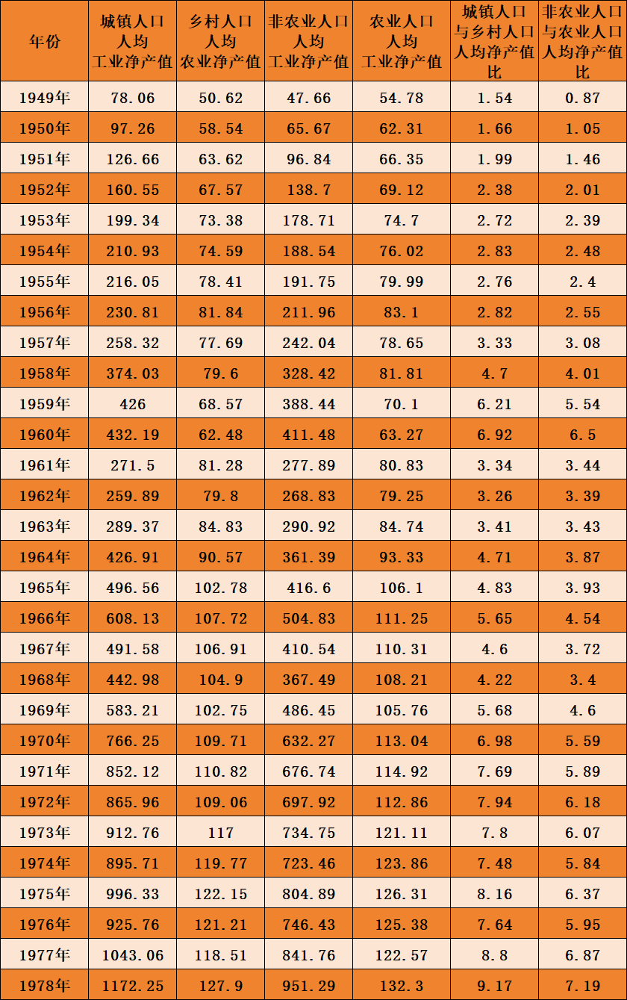 年份 城镇人口人均工业净产值 乡村人口人均农业净产值 非农业人口人均工业净产值 农业人口人均工业净产值 城镇人口与乡村人口人均净产值比 非农业人口与农业人口人均净产值比
1949年 78.06 50.62 47.66 54.78 1.54 0.87
1950年 97.26 58.54 65.67 62.31 1.66 1.05
1951年 126.66 63.62 96.84 66.35 1.99 1.46
1952年 160.55 67.57 138.7 69.12 2.38 2.01
1953年 199.34 73.38 178.71 74.7 2.72 2.39
1954年 210.93 74.59 188.54 76.02 2.83 2.48
1955年 216.05 78.41 191.75 79.99 2.76 2.4
1956年 230.81 81.84 211.96 83.1 2.82 2.55
1957年 258.32 77.69 242.04 78.65 3.33 3.08
1958年 374.03 79.6 328.42 81.81 4.7 4.01
1959年 426 68.57 388.44 70.1 6.21 5.54
1960年 432.19 62.48 411.48 63.27 6.92 6.5
1961年 271.5 81.28 277.89 80.83 3.34 3.44
1962年 259.89 79.8 268.83 79.25 3.26 3.39
1963年 289.37 84.83 290.92 84.74 3.41 3.43
1964年 426.91 90.57 361.39 93.33 4.71 3.87
1965年 496.56 102.78 416.6 106.1 4.83 3.93
1966年 608.13 107.72 504.83 111.25 5.65 4.54
1967年 491.58 106.91 410.54 110.31 4.6 3.72
1968年 442.98 104.9 367.49 108.21 4.22 3.4
1969年 583.21 102.75 486.45 105.76 5.68 4.6
1970年 766.25 109.71 632.27 113.04 6.98 5.59
1971年 852.12 110.82 676.74 114.92 7.69 5.89
1972年 865.96 109.06 697.92 112.86 7.94 6.18
1973年 912.76 117 734.75 121.11 7.8 6.07
1974年 895.71 119.77 723.46 123.86 7.48 5.84
1975年 996.33 122.15 804.89 126.31 8.16 6.37
1976年 925.76 121.21 746.43 125.38 7.64 5.95
1977年 1043.06 118.51 841.76 122.57 8.8 6.87
1978年 1172.25 127.9 951.29 132.3 9.17 7.19